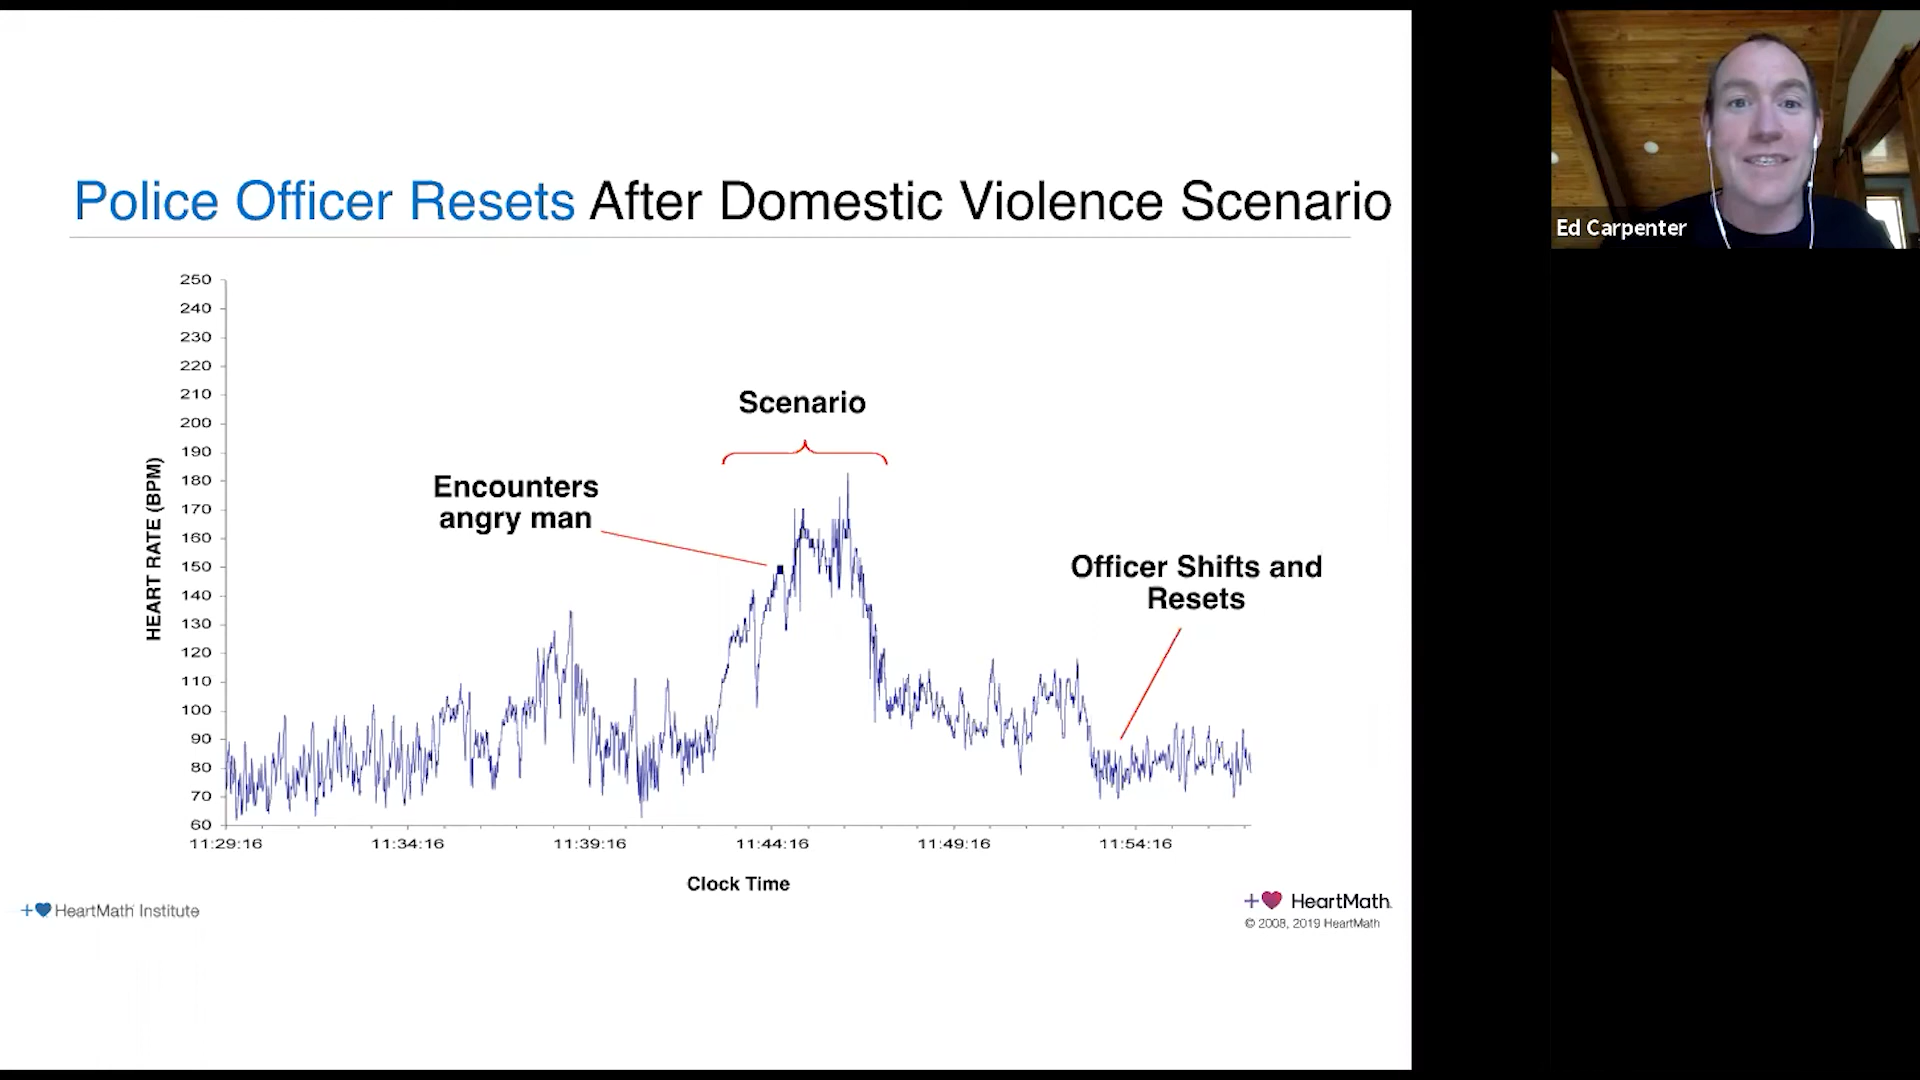 Police Officer Resets After Domestic Violence Scenario
250
240
230
220
210
200
190
180
170
160
150
140
130
120
110
100
90
80
70
60
HEART RATE (BPM)
Scenario
Encounters
angry man
Officer Shifts and
Resets
11:29:16 11:34:16 11:39:16 11:44:16 11:49:16 11:54:16
Clock Time
HeartMath Institute
HeartMath.
© 2008, 2019 HeartMath
Ed Carpenter